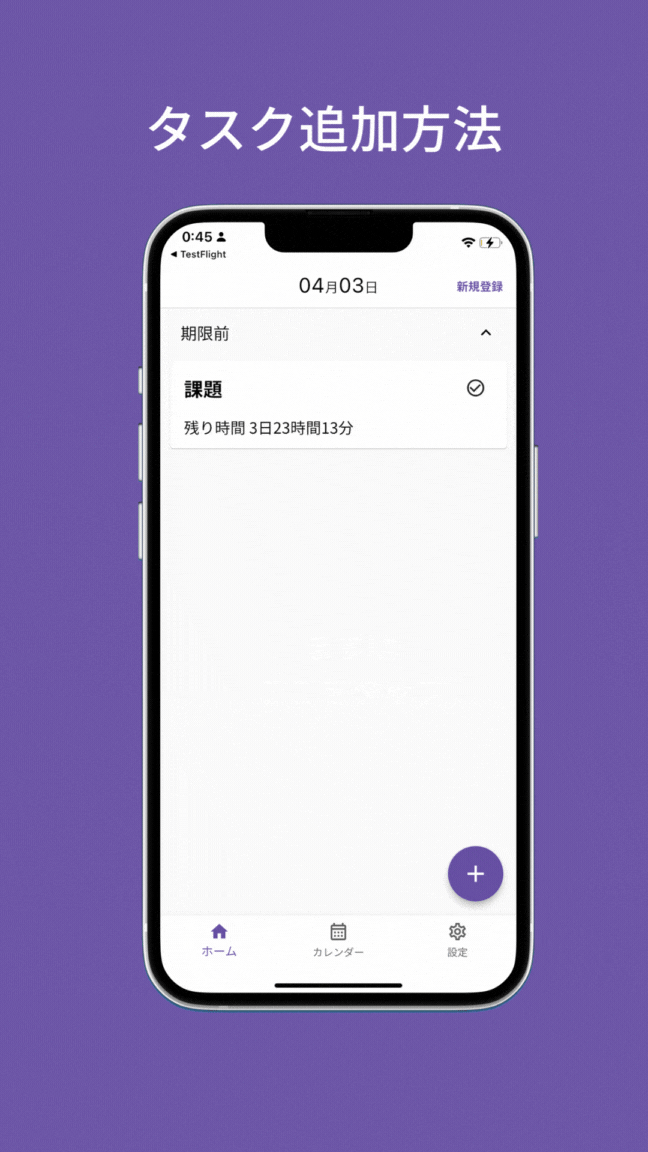 タスク追加方法
0:45
◀ TestFlight
04月03日
新規登録
期限前
課題
残り時間 3日23時間13分
+
ホーム
カレンダー
設定